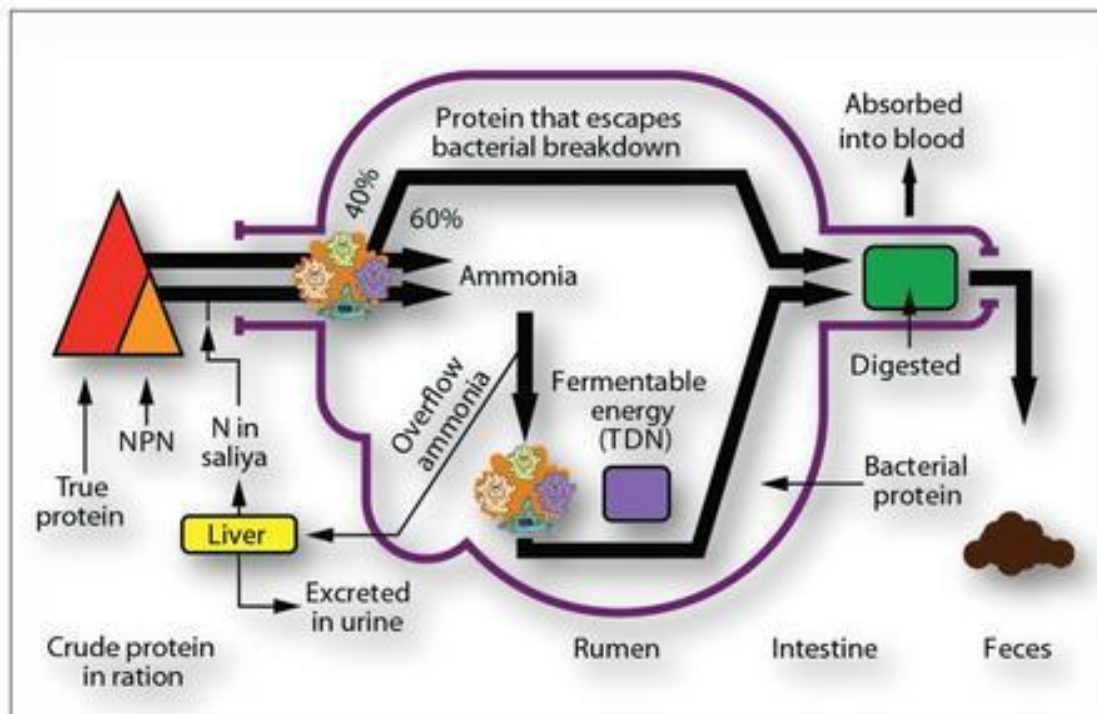 Protein that escapes
bacterial breakdown
Absorbed
into blood
40%
60%
Ammonia
Overflow
ammonia
Fermentable
energy
(TDN)
Digested
NPN
N in
saliya
True
protein
Bacterial
protein
Liver
Excreted
in urine
Crude protein
in ration
Rumen
Intestine
Feces